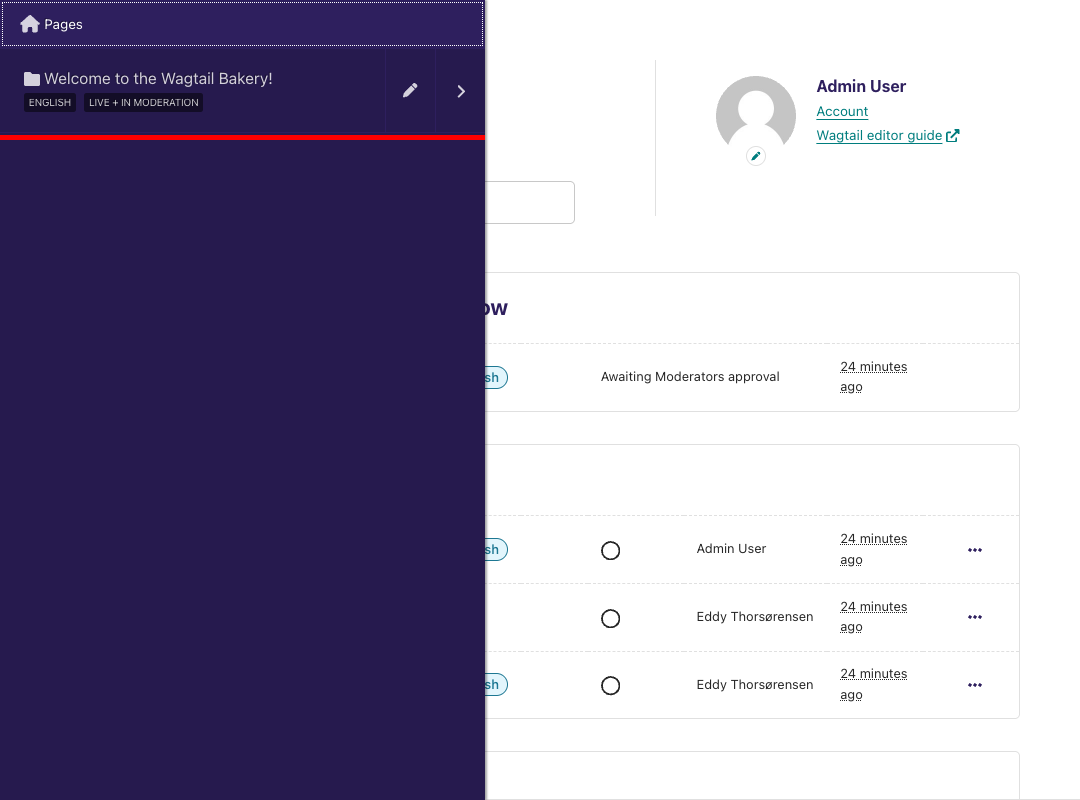 Pages
Welcome to the Wagtail Bakery!
ENGLISH LIVE + IN MODERATION
Admin User
Account
Wagtail editor guide
ow
sh Awaiting Moderators approval 24 minutes
ago
sh Admin User 24 minutes
ago
Eddy Thorsørensen 24 minutes
ago
sh Eddy Thorsørensen 24 minutes
ago